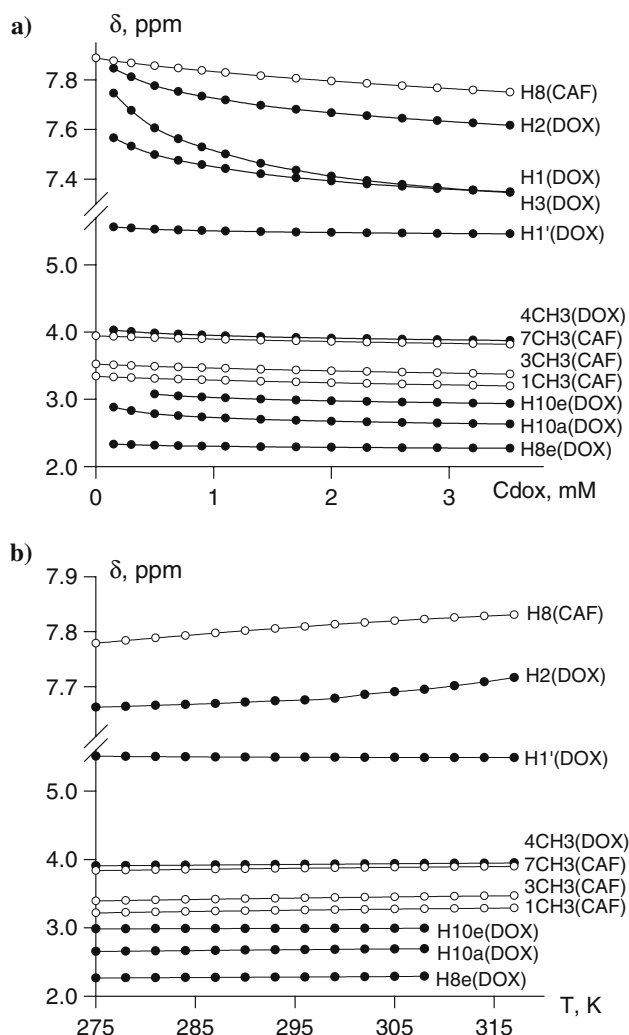 a)
δ, ppm
7.8
7.6
7.4
5.0
4.0
3.0
2.0
H8(CAF)
H2(DOX)
H1(DOX)
H3(DOX)
H1'(DOX)
4CH3(DOX)
7CH3(CAF)
3CH3(CAF)
1CH3(CAF)
H10e(DOX)
H10a(DOX)
H8e(DOX)
0 1 2 3 Cdox, mM
b)
δ, ppm
7.9
7.8
7.7
5.0
4.0
3.0
2.0
H8(CAF)
H2(DOX)
H1'(DOX)
4CH3(DOX)
7CH3(CAF)
3CH3(CAF)
1CH3(CAF)
H10e(DOX)
H10a(DOX)
H8e(DOX)
275 285 295 305 315 T, K